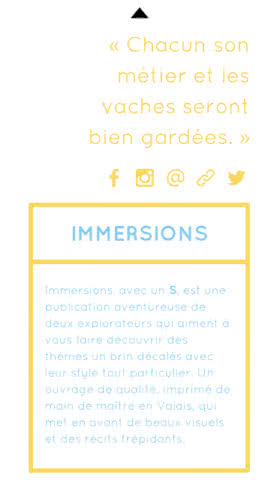 « Chacun son
métier et les
vaches seront
bien gardées. »
IMMERSIONS
Immersions, avec un S, est une
publication aventureuse de
deux explorateurs qui aiment à
vous faire découvrir des
thèmes un brin décalés avec
leur style tout particulier. Un
ouvrage de qualité, imprimé de
main de maître en Valais, qui
met en avant de beaux visuels
et des récits trépidants.